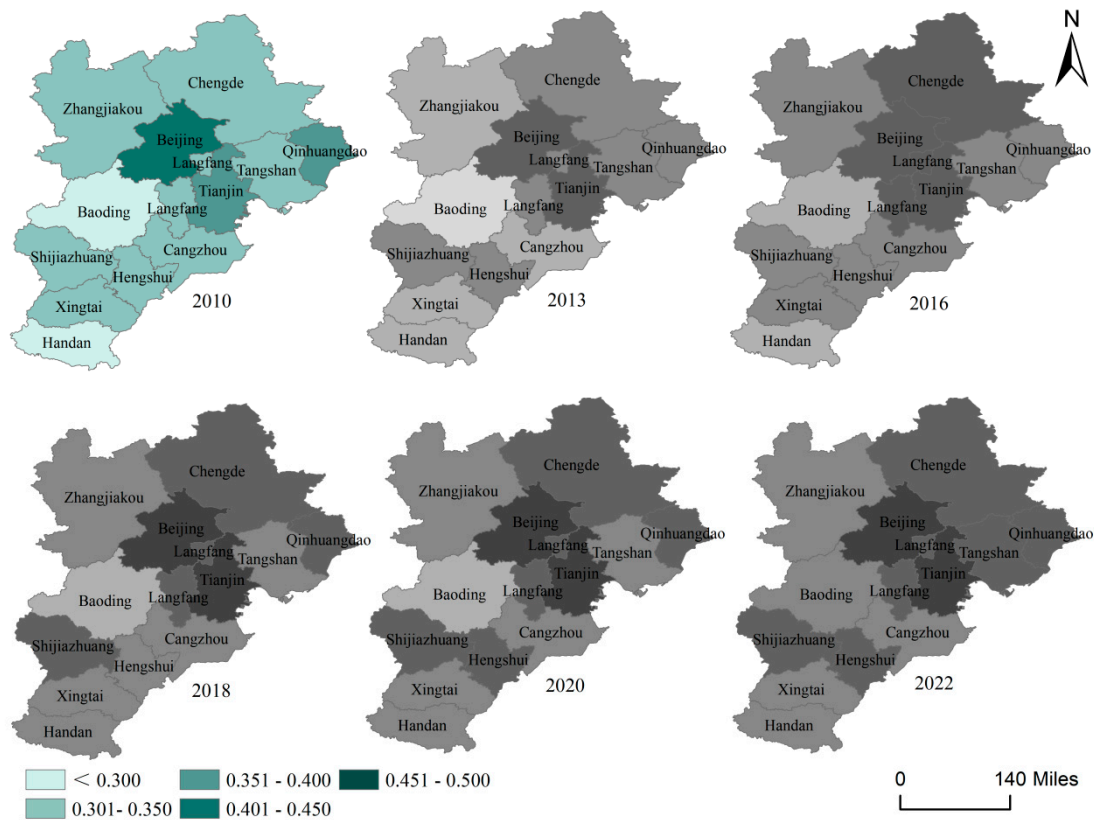 Zhangjiakou
Chengde
Beijing
Langfang
Tangshan
Qinhuangdao
Tianjin
Baoding
Langfang
Cangzhou
Shijiazhuang
Hengshui
Xingtai
Handan
2010
Zhangjiakou
Chengde
Beijing
Langfang
Tangshan
Qinhuangdao
Tianjin
Baoding
Langfang
Cangzhou
Shijiazhuang
Hengshui
Xingtai
Handan
2013
N
Chengde
Zhangjiakou
Beijing
Langfang
Tangshan
Qinhuangdao
Tianjin
Baoding
Langfang
Cangzhou
Shijiazhuang
Hengshui
Xingtai
Handan
2016
Chengde
Zhangjiakou
Beijing
Langfang
Tangshan
Qinhuangdao
Tianjin
Baoding
Langfang
Cangzhou
Shijiazhuang
Hengshui
Xingtai
Handan
2018
Chengde
Zhangjiakou
Beijing
Langfang
Tangshan
Qinhuangdao
Tianjin
Baoding
Langfang
Cangzhou
Shijiazhuang
Hengshui
Xingtai
Handan
2020
Chengde
Zhangjiakou
Beijing
Langfang
Tangshan
Qinhuangdao
Tianjin
Baoding
Langfang
Cangzhou
Shijiazhuang
Hengshui
Xingtai
Handan
2022
< 0.300
0.301- 0.350
0.351 - 0.400
0.401 - 0.450
0.451 - 0.500
0 140 Miles